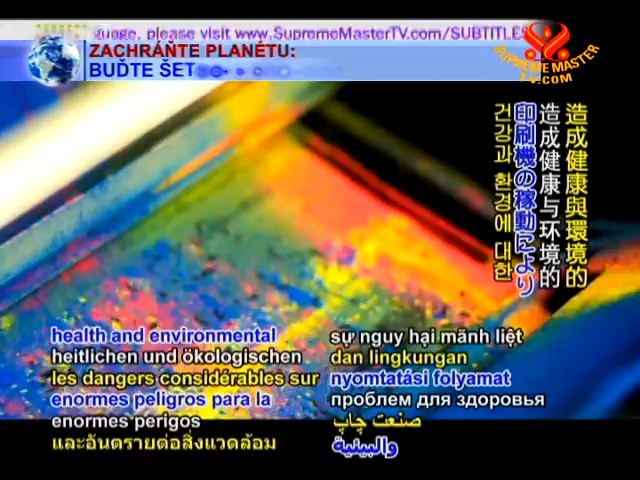 guage, please visit www.SupremeMasterTV.com/SUBTITLES
ZACHRÁŇTE PLANÉTU:
BUĎTE ŠET
SUPREME MASTER
TV.COM
造成健康與環境的
造成健康与环境的
印刷機の稼動により
건강과 환경에 대한
health and environmental
heitlichen und ökologischen
les dangers considérables sur
enormes peligros para la
enormes perigos
และอันตรายต่อสิ่งแวดล้อม
sự nguy hại mãnh liệt
dan lingkungan
nyomtatási folyamat
проблем для здоровья
صنعت چاپ
والبيئية